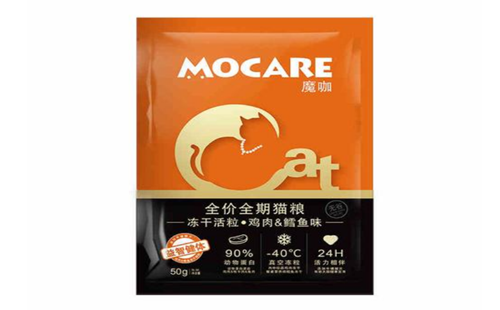 MOCARE
魔咖
Cat
全价全期猫粮
冻干活粒•鸡肉&鳕鱼味
益智健体
90% -40℃ 24H
动物蛋白 真空冻粒 活力相伴
50g